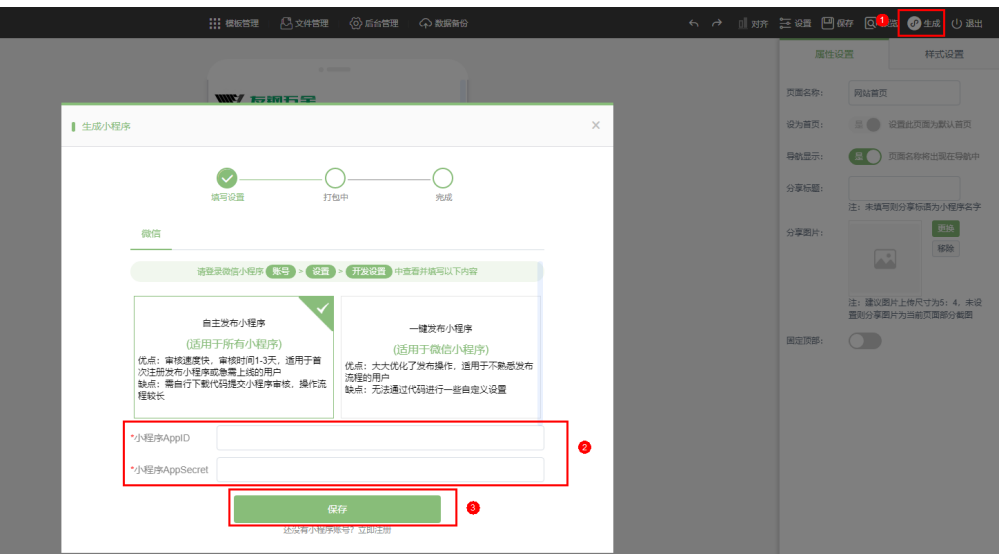 模板管理 文件管理 后台管理 数据备份 对齐 设置 保存 1 生成 退出
属性设置 样式设置
页面名称： 网站首页
设为首页： 是 设置此页面为默认首页
导航显示： 是 页面名称将出现在导航中
分享标题：
注：未填写则分享标语为小程序名字
分享图片： 更换
移除
注：建议图片上传尺寸为5：4，未设
置则分享图片为当前页面部分截图
固定顶部：
生成小程序 ×
填写设置 打包中 完成
微信
请登录微信小程序 账号 > 设置 > 开发设置 中查看并填写以下内容
自主发布小程序
(适用于所有小程序)
优点：审核速度快，审核时间1-3天，适用于首
次注册发布小程序或急需上线的用户
缺点：需自行下载代码提交小程序审核，操作流
程较长
一键发布小程序
(适用于微信小程序)
优点：大大优化了发布操作，适用于不熟悉发布
流程的用户
缺点：无法通过代码进行一些自定义设置
*小程序AppID
2
*小程序AppSecret
保存 3
还没有小程序账号？立即注册